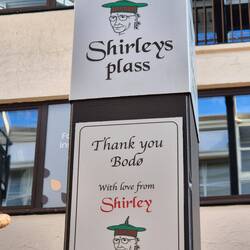 Shirleys
plass
Thank you
Bodø
With love from
Shirley